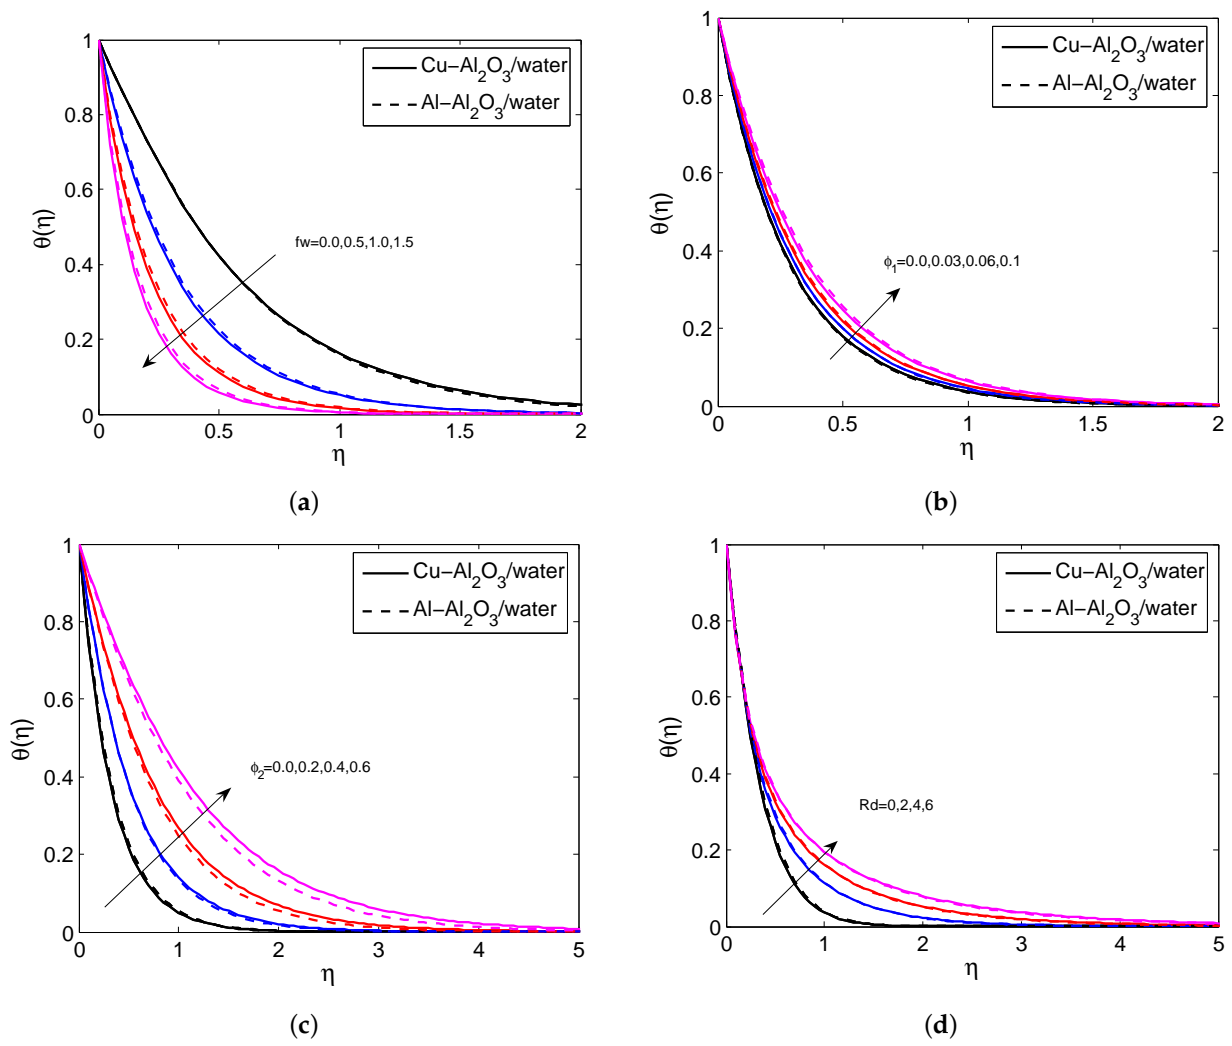 Cu−Al2O3/water
Al−Al2O3/water
fw=0.0,0.5,1.0,1.5
θ(η)
1
0.8
0.6
0.4
0.2
0
0 0.5 1 1.5 2
η
(a)
Cu−Al2O3/water
Al−Al2O3/water
ϕ1=0.0,0.03,0.06,0.1
θ(η)
1
0.8
0.6
0.4
0.2
0
0 0.5 1 1.5 2
η
(b)
Cu−Al2O3/water
Al−Al2O3/water
ϕ2=0.0,0.2,0.4,0.6
θ(η)
1
0.8
0.6
0.4
0.2
0
0 1 2 3 4 5
η
(c)
Cu−Al2O3/water
Al−Al2O3/water
Rd=0,2,4,6
θ(η)
1
0.8
0.6
0.4
0.2
0
0 1 2 3 4 5
η
(d)